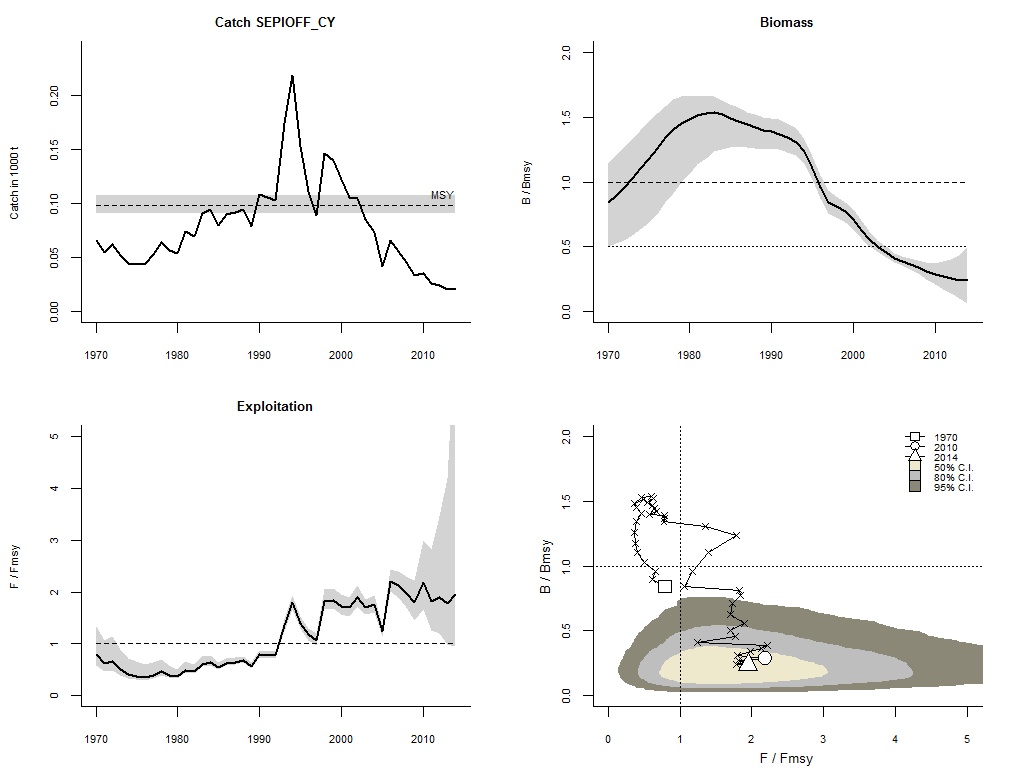 Catch SEPIOFF_CY
Catch in 1000 t
0.20
0.15
0.10
0.05
0.00
MSY
1970 1980 1990 2000 2010
Biomass
B / Bmsy
2.0
1.5
1.0
0.5
0.0
1970 1980 1990 2000 2010
Exploitation
F / Fmsy
5
4
3
2
1
0
1970 1980 1990 2000 2010
B / Bmsy
2.0
1.5
1.0
0.5
0.0
1970
2010
2014
50% C.I.
80% C.I.
95% C.I.
0 1 2 3 4 5
F / Fmsy